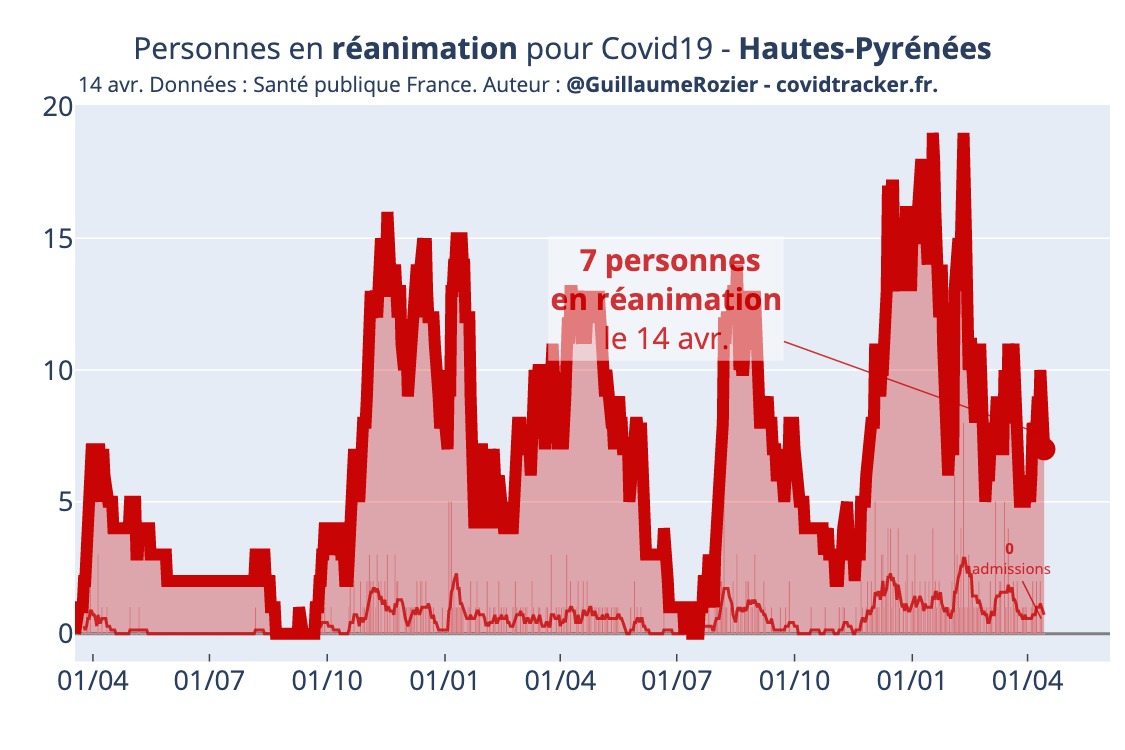 Personnes en réanimation pour Covid19 - Hautes-Pyrénées
14 avr. Données : Santé publique France. Auteur : @GuillaumeRozier - covidtracker.fr.
20
15
10
5
0
7 personnes
en réanimation
le 14 avr.
0
admissions
01/04 01/07 01/10 01/01 01/04 01/07 01/10 01/01 01/04